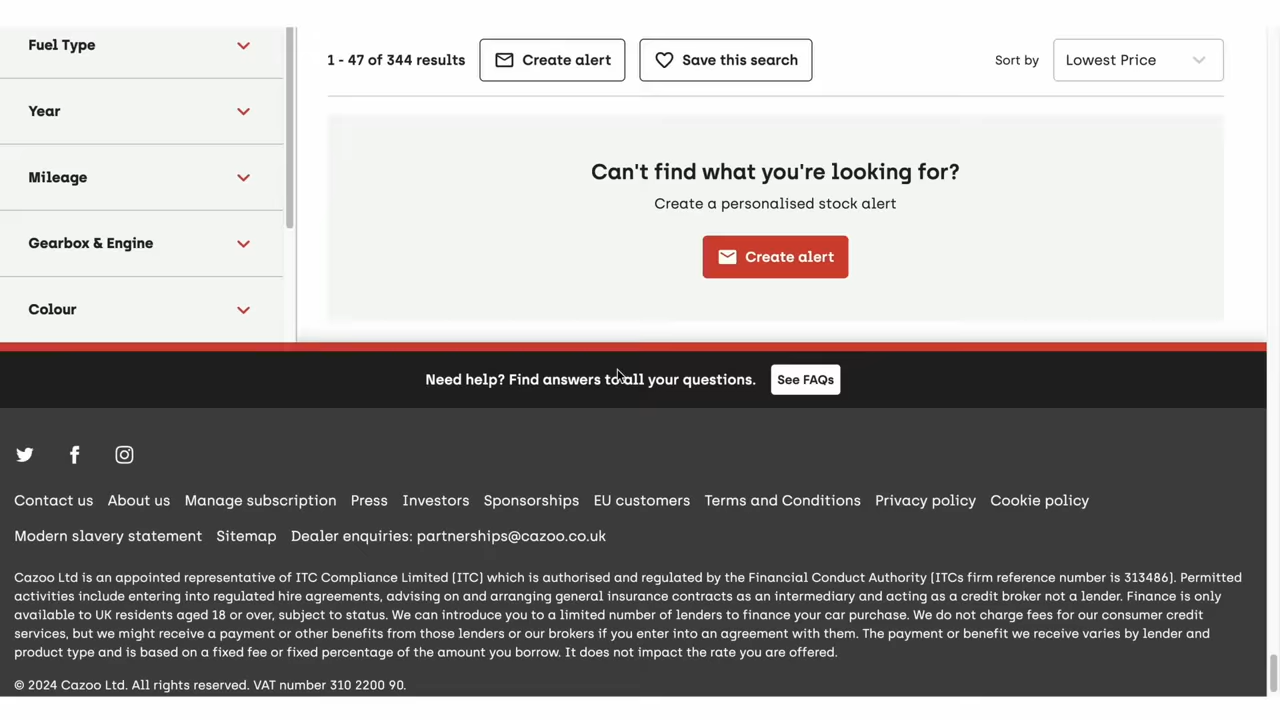 Fuel Type
Year
Mileage
Gearbox & Engine
Colour
1 - 47 of 344 results
Create alert
Save this search
Sort by
Lowest Price
Can't find what you're looking for?
Create a personalised stock alert
Create alert
Need help? Find answers to all your questions.
See FAQs
Contact us About us Manage subscription Press Investors Sponsorships EU customers Terms and Conditions Privacy policy Cookie policy
Modern slavery statement Sitemap Dealer enquiries: partnerships@cazoo.co.uk
Cazoo Ltd is an appointed representative of ITC Compliance Limited (ITC) which is authorised and regulated by the Financial Conduct Authority (ITCs firm reference number is 313486). Permitted
activities include entering into regulated hire agreements, advising on and arranging general insurance contracts as an intermediary and acting as a credit broker not a lender. Finance is only
available to UK residents aged 18 or over, subject to status. We can introduce you to a limited number of lenders to finance your car purchase. We do not charge fees for our consumer credit
services, but we might receive a payment or other benefits from those lenders or our brokers if you enter into an agreement with them. The payment or benefit we receive varies by lender and
product type and is based on a fixed fee or fixed percentage of the amount you borrow. It does not impact the rate you are offered.
© 2024 Cazoo Ltd. All rights reserved. VAT number 310 2200 90.